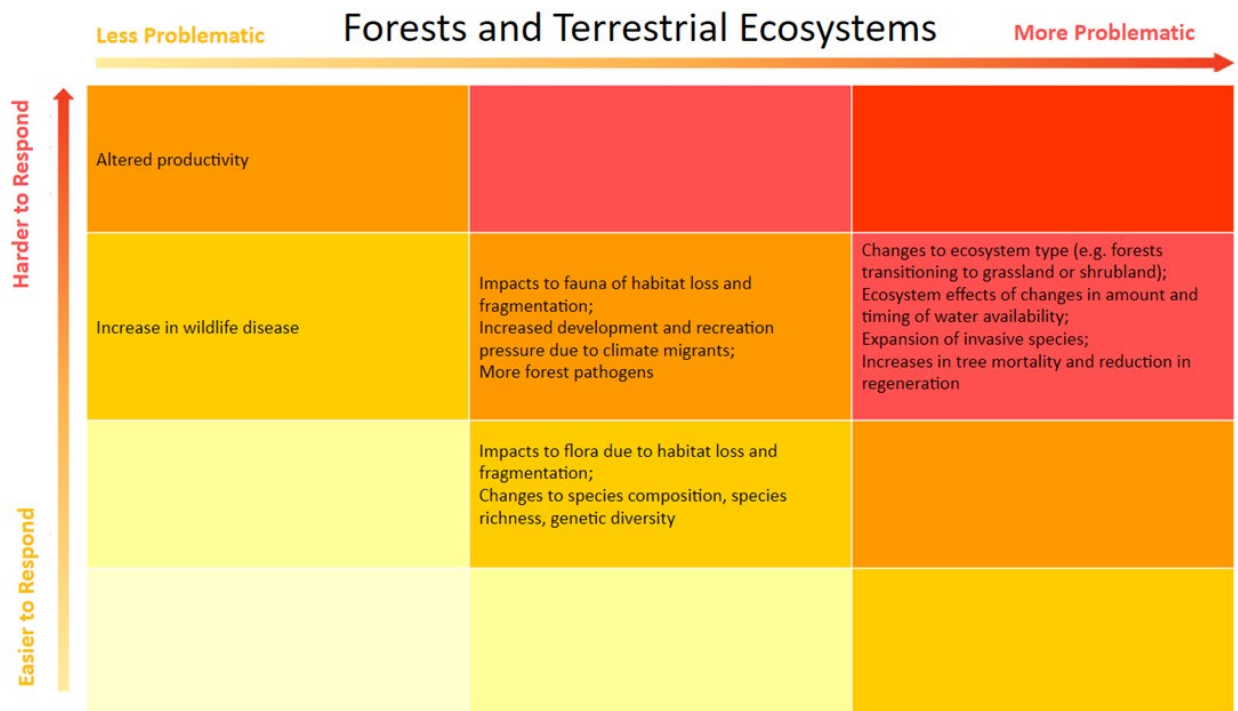 Less Problematic
Forests and Terrestrial Ecosystems
More Problematic
Harder to Respond
Easier to Respond
Altered productivity
Increase in wildlife disease
Impacts to fauna of habitat loss and
fragmentation;
Increased development and recreation
pressure due to climate migrants;
More forest pathogens
Changes to ecosystem type (e.g. forests
transitioning to grassland or shrubland);
Ecosystem effects of changes in amount and
timing of water availability;
Expansion of invasive species;
Increases in tree mortality and reduction in
regeneration
Impacts to flora due to habitat loss and
fragmentation;
Changes to species composition, species
richness, genetic diversity